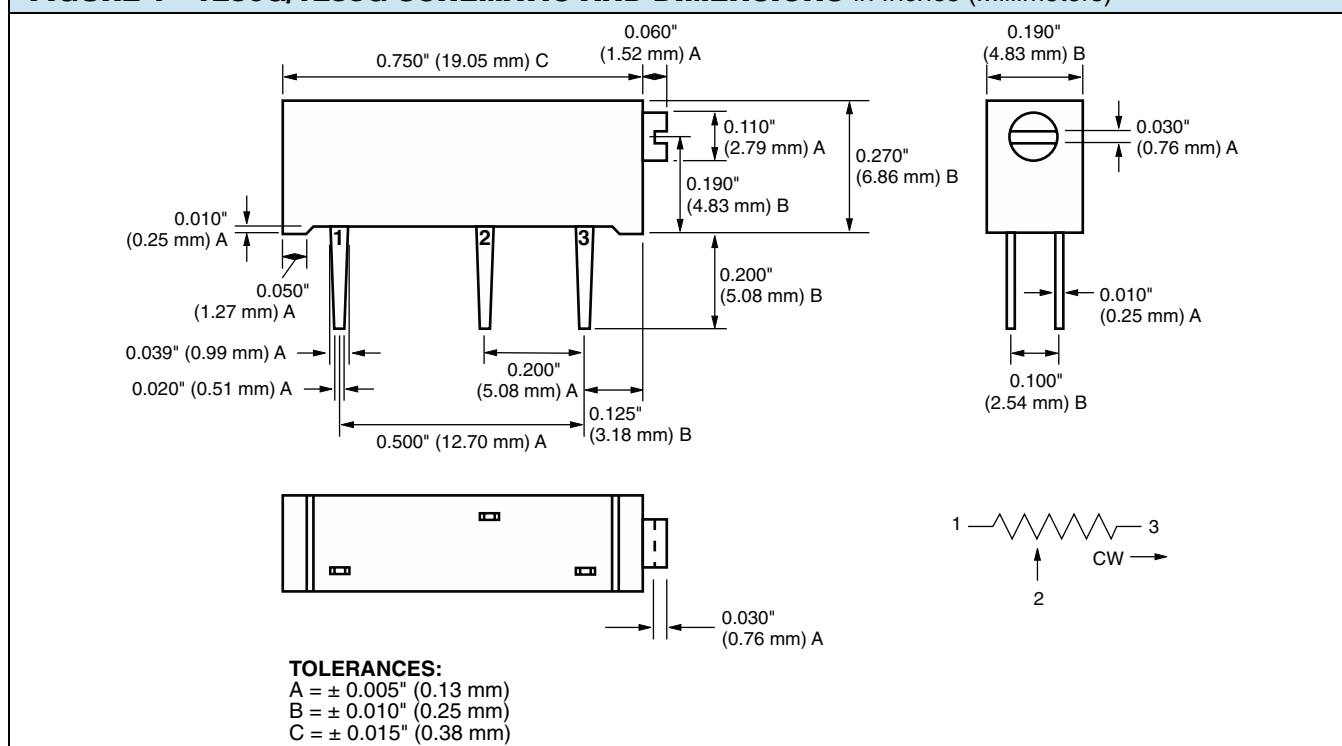 (Millimeters)
0.750" (19.05 mm) C
0.060"
(1.52 mm) A
0.110"
(2.79 mm) A
0.190"
(4.83 mm) B
0.270"
(6.86 mm) B
0.010"
(0.25 mm) A
0.050"
(1.27 mm) A
1
2
3
0.200"
(5.08 mm) B
0.039" (0.99 mm) A
0.020" (0.51 mm) A
0.200"
(5.08 mm) A
0.125"
(3.18 mm) B
0.500" (12.70 mm) A
0.190"
(4.83 mm) B
0.030"
(0.76 mm) A
0.010"
(0.25 mm) A
0.100"
(2.54 mm) B
0.030"
(0.76 mm) A
1
3
CW
2
TOLERANCES:
A = ± 0.005" (0.13 mm)
B = ± 0.010" (0.25 mm)
C = ± 0.015" (0.38 mm)